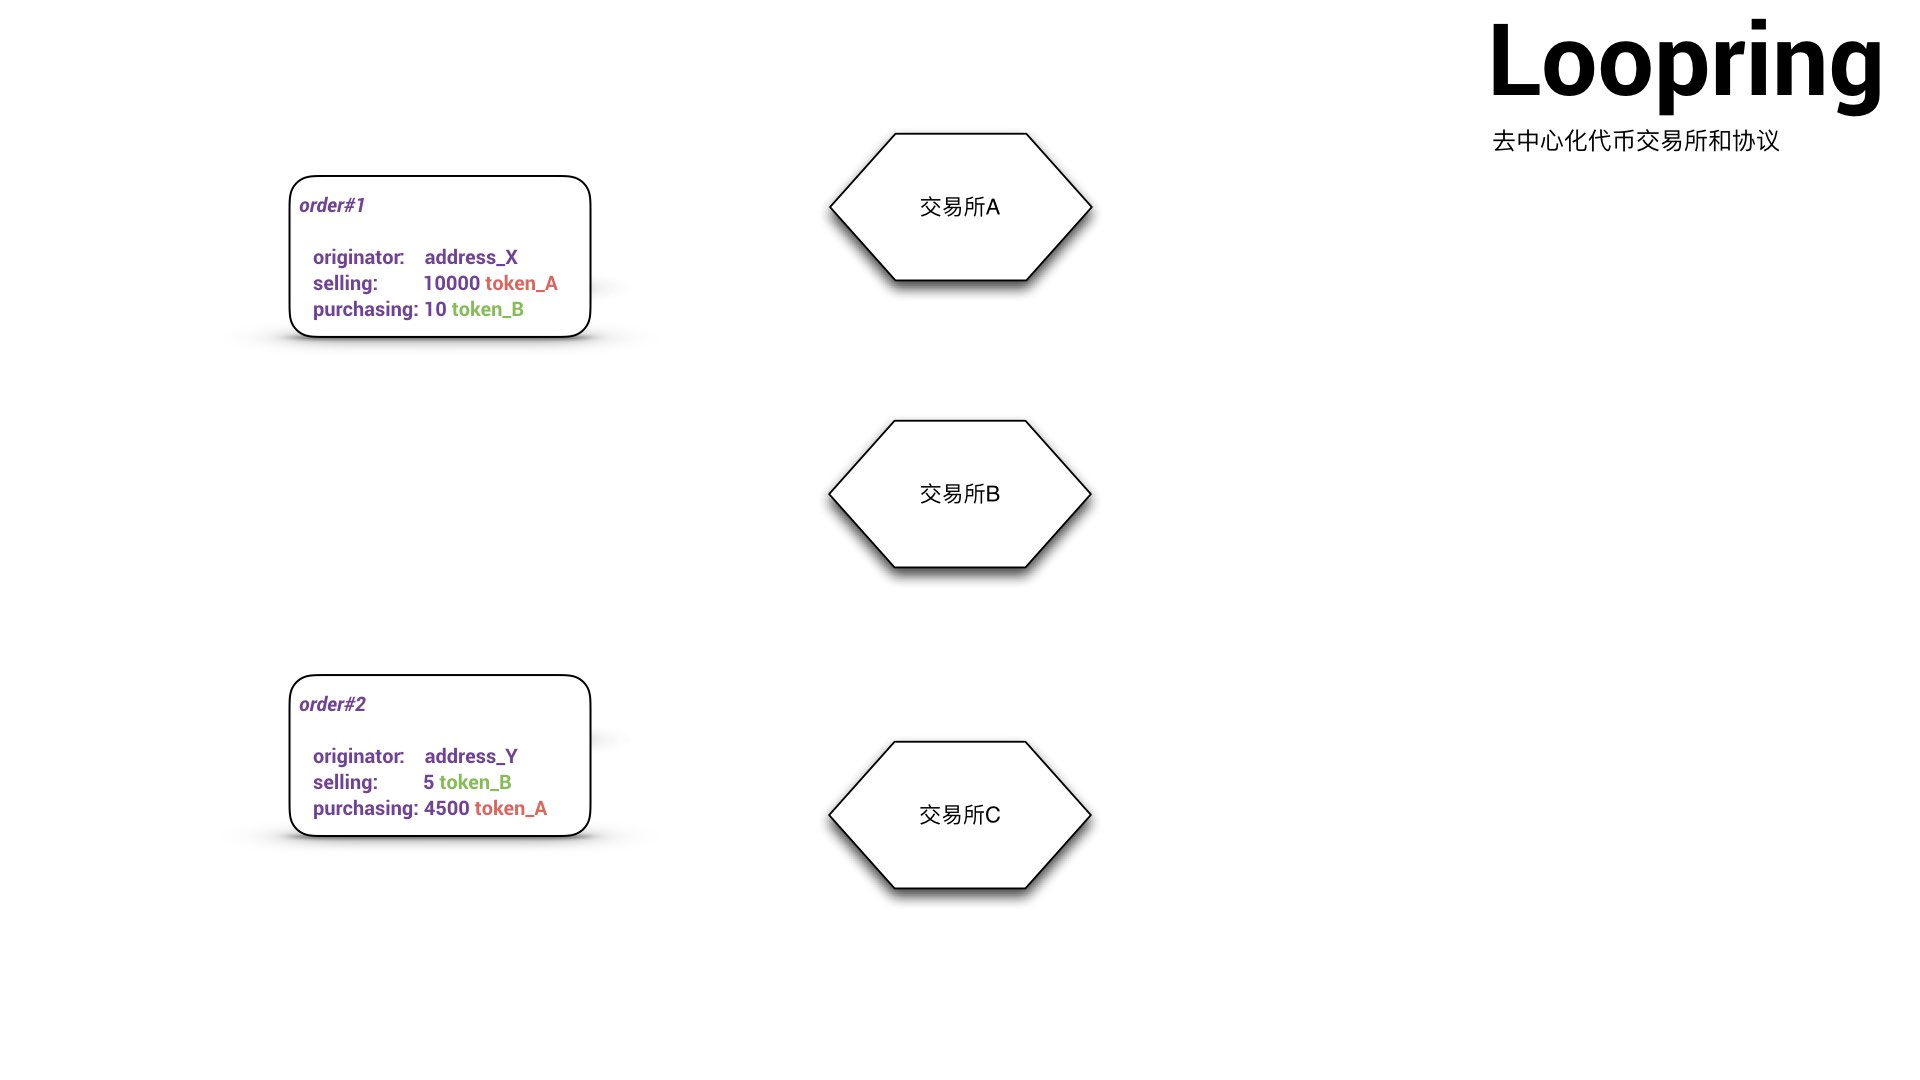 Loopring
去中心化代币交易所和协议
order#1
originator: address_X
selling: 10000 token_A
purchasing: 10 token_B
交易所A
交易所B
order#2
originator: address_Y
selling: 5 token_B
purchasing: 4500 token_A
交易所C